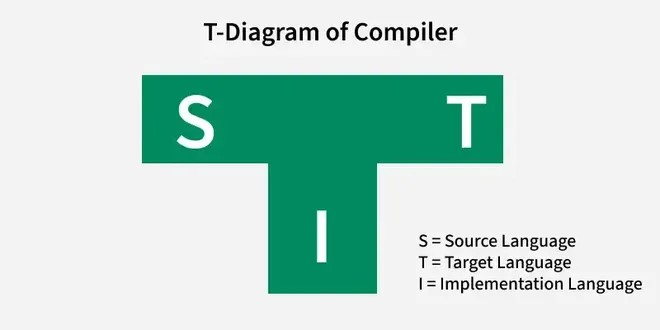 T-Diagram of Compiler
S T
I
S = Source Language
T = Target Language
I = Implementation Language